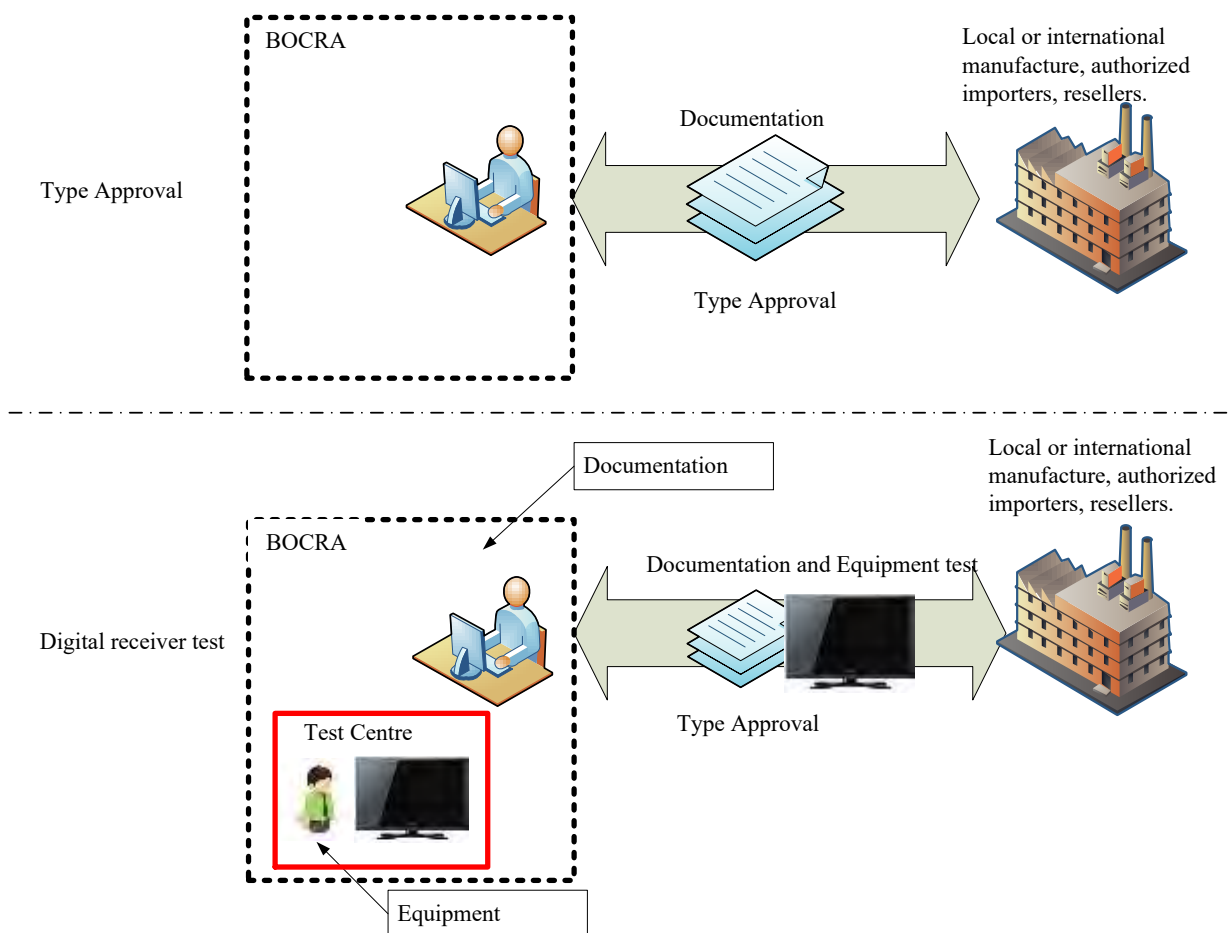 BOCRA
Local or international
manufacture, authorized
importers, resellers.
Documentation
Type Approval
Type Approval
Documentation
Local or international
manufacture, authorized
importers, resellers.
BOCRA
Documentation and Equipment test
Digital receiver test
Type Approval
Test Centre
Equipment